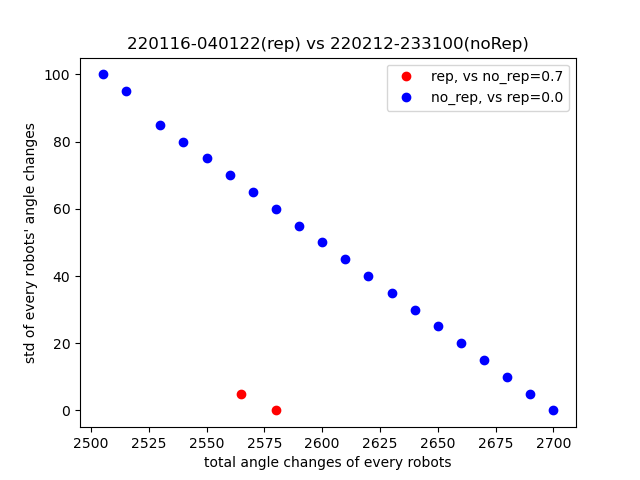 220116-040122(rep) vs 220212-233100(noRep)
rep, vs no_rep=0.7
no_rep, vs rep=0.0
std of every robots' angle changes
100
80
60
40
20
0
2500 2525 2550 2575 2600 2625 2650 2675 2700
total angle changes of every robots